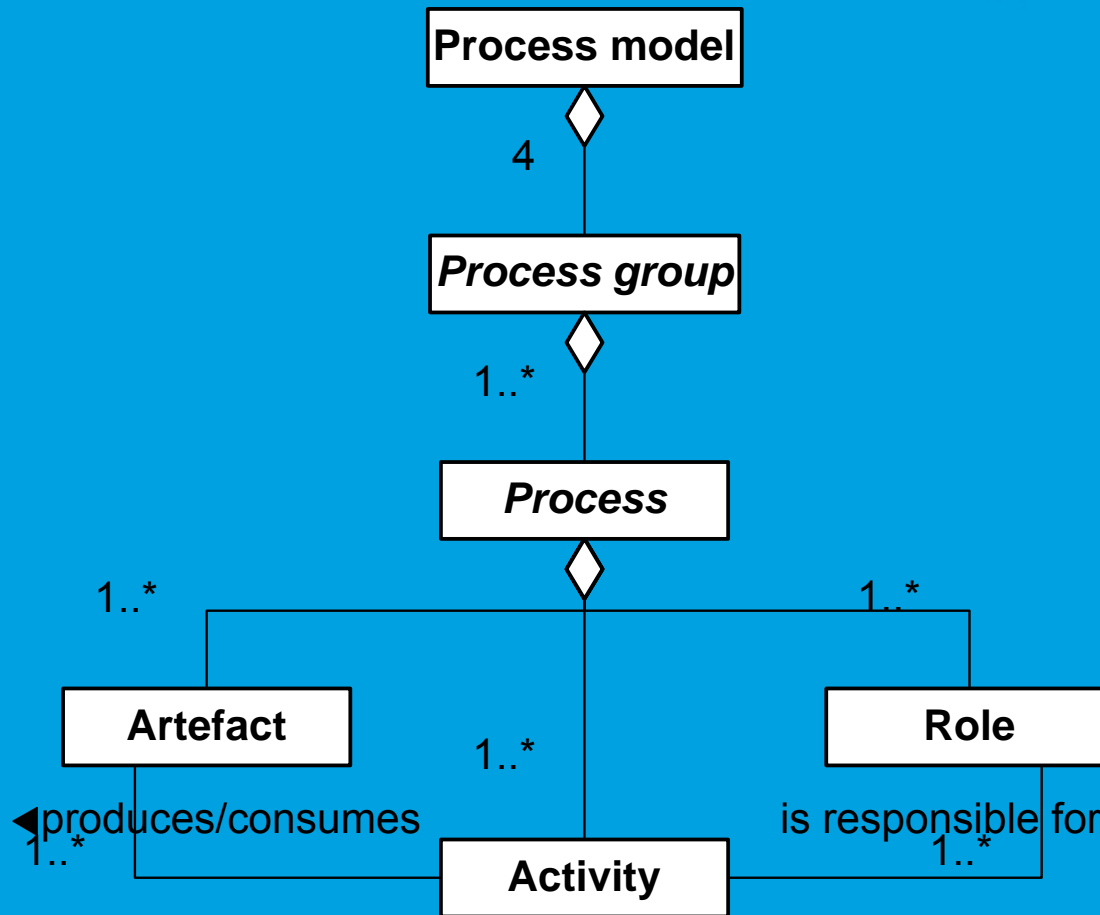 Process model
4
Process group
1..*
Process
1..*
1..*
Artefact
Role
1..*
produces/consumes
is responsible for
1..*
1..*
Activity